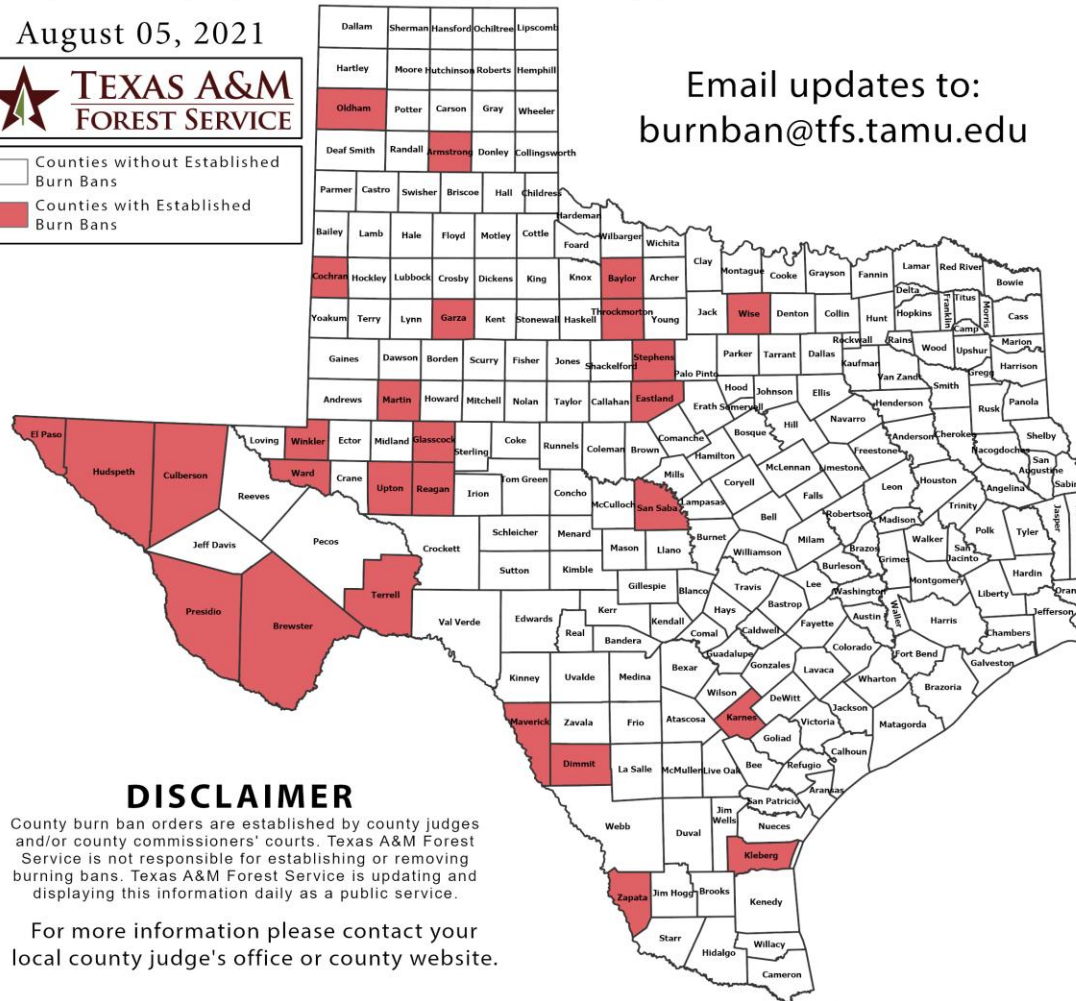 August 05, 2021
TEXAS A&M
FOREST SERVICE
Counties without Established
Burn Bans
Counties with Established
Burn Bans
Email updates to:
burnban@tfs.tamu.edu
Dallam Sherman Hansford Ochiltree Lipscomb
Hartley Moore Hutchinson Roberts Hemphill
Oldham Potter Carson Gray Wheeler
Deaf Smith Randall Armstrong Donley Collingsworth
Parmer Castro Swisher Briscoe Hall Childress
Hardeman
Bailey Lamb Hale Floyd Motley Cottle Foard Wilbarger Wichita
Clay Montague Cooke Grayson Fannin Lamar Red River Bowie
Cochran Hockley Lubbock Crosby Dickens King Knox Baylor Archer
Delta Franklin Titus Morris
Yoakum Terry Lynn Garza Kent Stonewall Haskell Throckmorton Young Jack Wise Denton Collin Hunt Hopkins Camp Cass
Rockwall Rains Wood Upshur Marion
Gaines Dawson Borden Scurry Fisher Jones Shackelford Stephens Palo Pinto Parker Tarrant Dallas Kaufman Van Zandt Gregg Harrison
Andrews Martin Howard Mitchell Nolan Taylor Callahan Eastland Erath Hood Somervell Johnson Ellis Henderson Smith Rusk Panola
El Paso Hudspeth Culberson Loving Winkler Ector Midland Glasscock Sterling Coke Runnels Coleman Brown Comanche Bosque Hill Navarro Anderson Cherokee Shelby
Hamilton Freestone Nacogdoches San
Augustine
Ward Crane Upton Reagan Irion Tom Green Concho McCulloch San Saba Mills Lampasas Coryell McLennan Limestone Leon Houston Angelina Sabin
Reeves Falls Trinity Jasper
Jeff Davis Pecos Crockett Schleicher Menard Mason Llano Burnet Bell Robertson Madison Walker Polk Tyler
Williamson Milam Brazos Grimes San
Jacinto
Sutton Kimble Burleson Montgomery Hardin
Presidio Brewster Terrell Val Verde Edwards Gillespie Blanco Travis Lee Washington Liberty Oran
Kerr Kendall Hays Bastrop Austin Waller Harris Jefferson
Real Bandera Comal Caldwell Fayette Chambers
Guadalupe Colorado Fort Bend Galveston
Kinney Uvalde Medina Bexar Gonzales Lavaca Wharton Brazoria
Wilson DeWitt Jackson
Maverick Zavala Frio Atascosa Karnes Victoria Matagorda
Goliad Calhoun
Dimmit La Salle McMullen Live Oak Bee Refugio
Aransas
San Patricio
Webb Duval Jim
Wells Nueces
Kleberg
Zapata Jim Hogg Brooks Kenedy
Starr Hidalgo Willacy
Cameron
DISCLAIMER
County burn ban orders are established by county judges
and/or county commissioners' courts. Texas A&M Forest
Service is not responsible for establishing or removing
burning bans. Texas A&M Forest Service is updating and
displaying this information daily as a public service.
For more information please contact your
local county judge's office or county website.